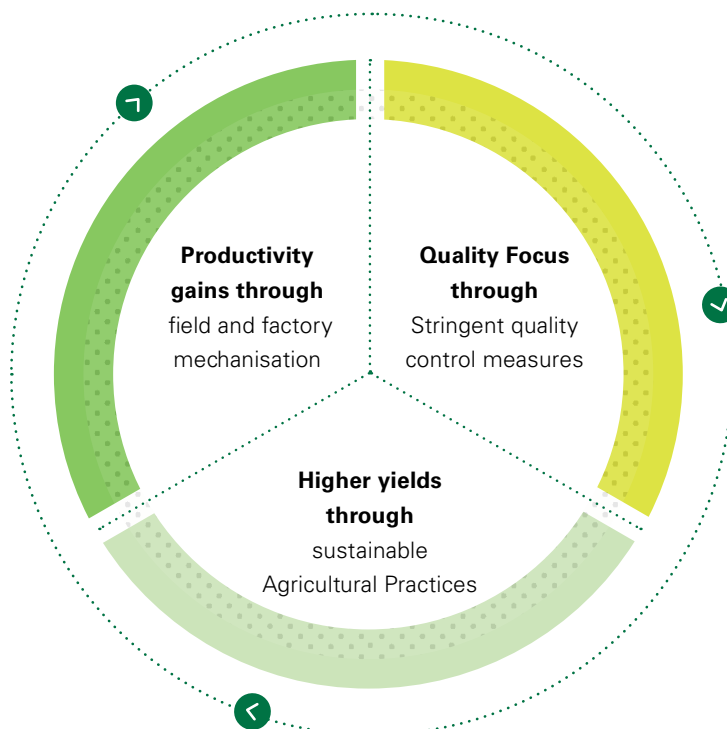 Productivity
gains through
field and factory
mechanisation
Quality Focus
through
Stringent quality
control measures
Higher yields
through
sustainable
Agricultural Practices